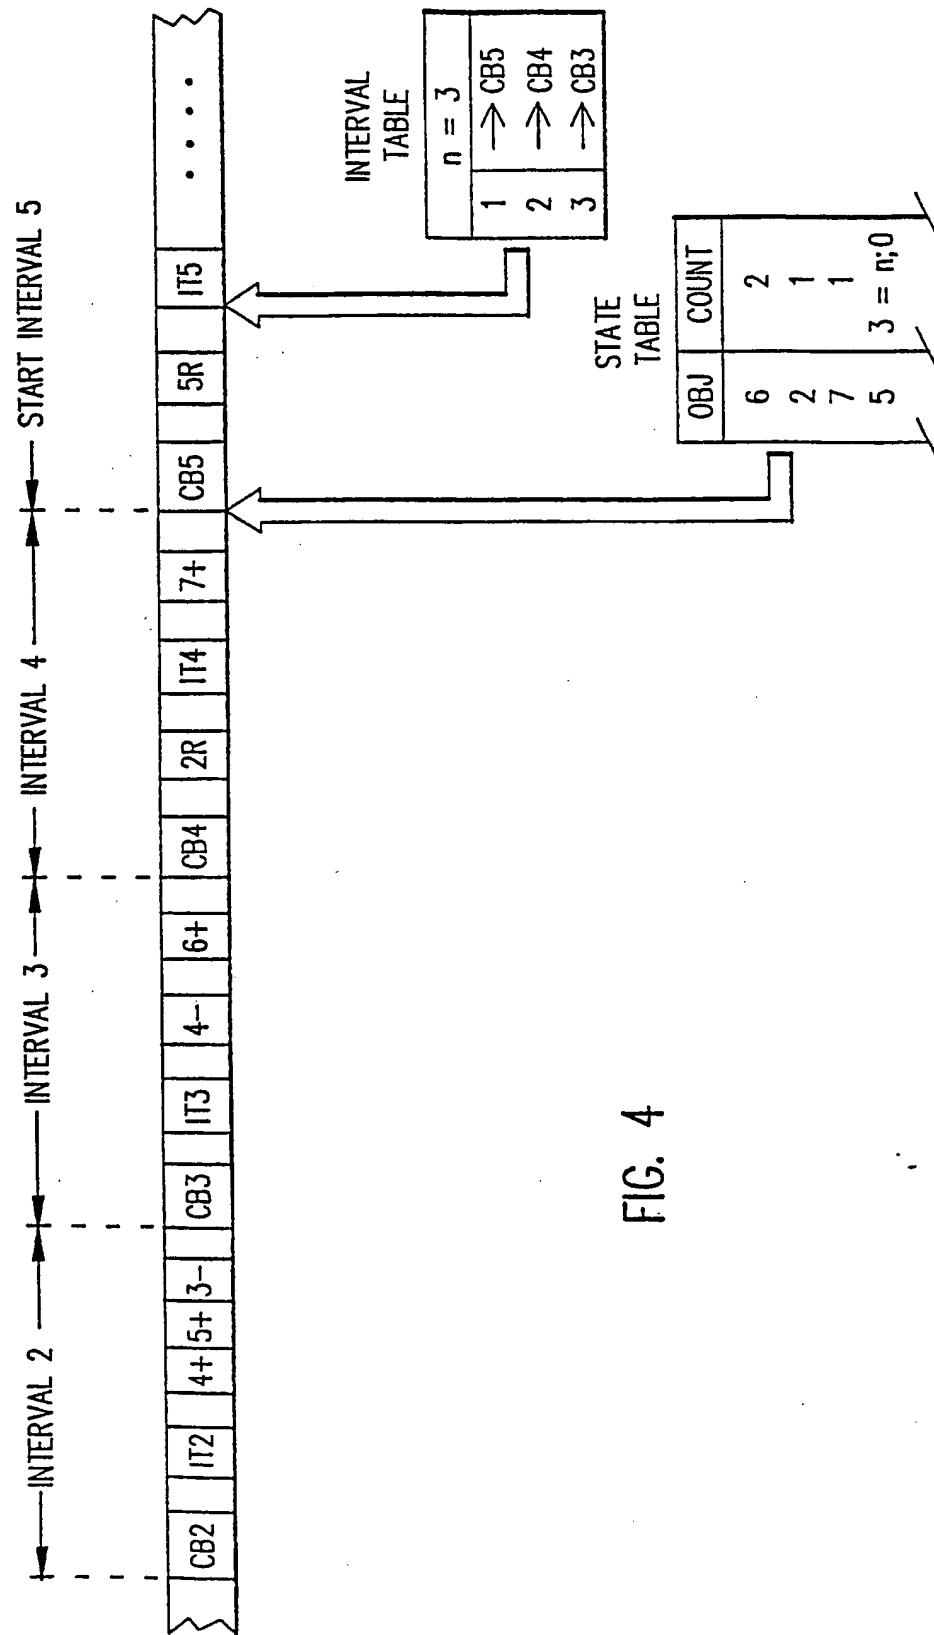 INTERVAL 2
INTERVAL 3
INTERVAL 4
START INTERVAL 5
CB2 IT2 4+ 5+ 3- CB3 IT3 4- 6+ CB4 2R IT4 7+ CB5 5R IT5 ....
INTERVAL
TABLE
n = 3
1 →CB5
2 →CB4
3 →CB3
STATE
TABLE
OBJ COUNT
6 2
2 1
7 1
5 3 = n;0
FIG. 4